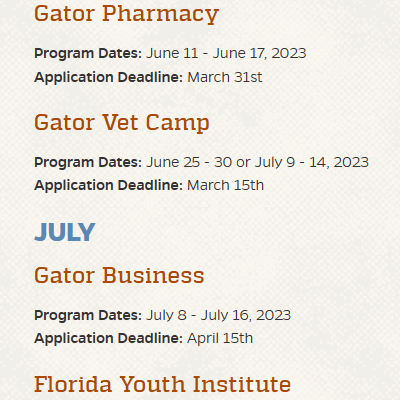 Gator Pharmacy
Program Dates: June 11 - June 17, 2023
Application Deadline: March 31st
Gator Vet Camp
Program Dates: June 25 - 30 or July 9 - 14, 2023
Application Deadline: March 15th
JULY
Gator Business
Program Dates: July 8 - July 16, 2023
Application Deadline: April 15th
Florida Youth Institute